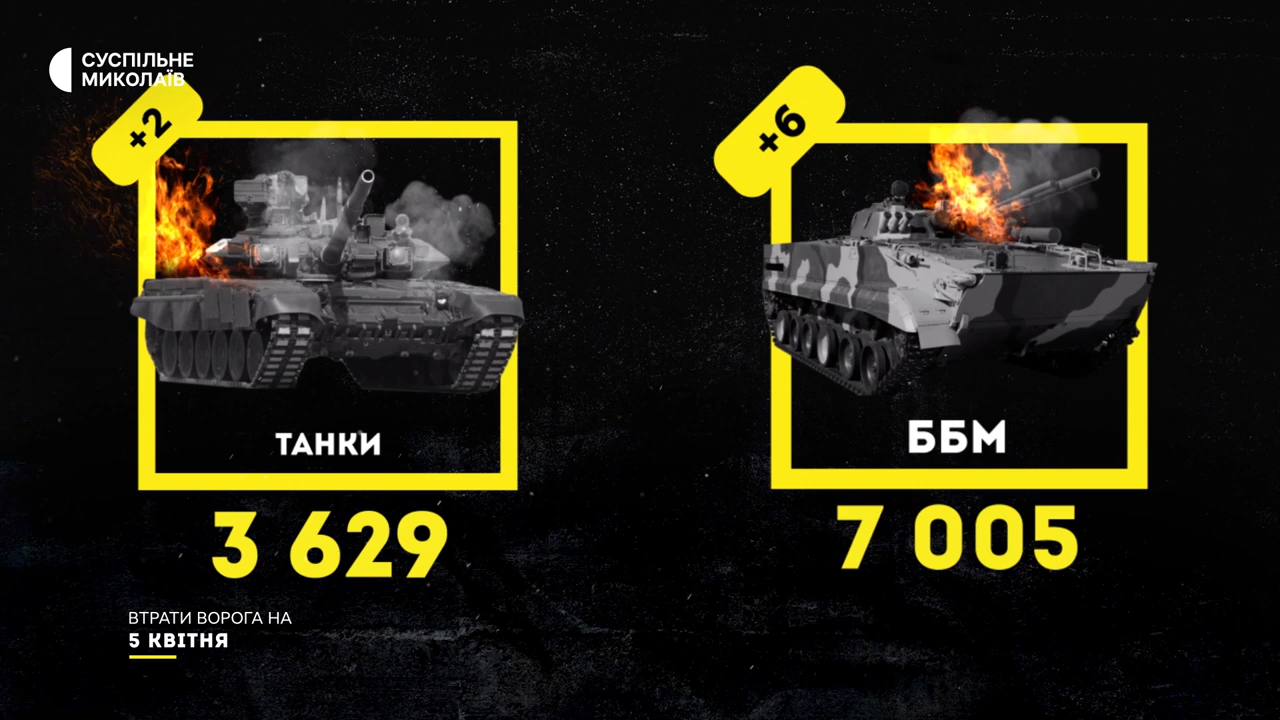 СУСПІЛЬНЕ
МИКОЛАЇВ
+2
ТАНКИ
3 629
+6
ББМ
7 005
ВТРАТИ ВОРОГА НА
5 КВІТНЯ